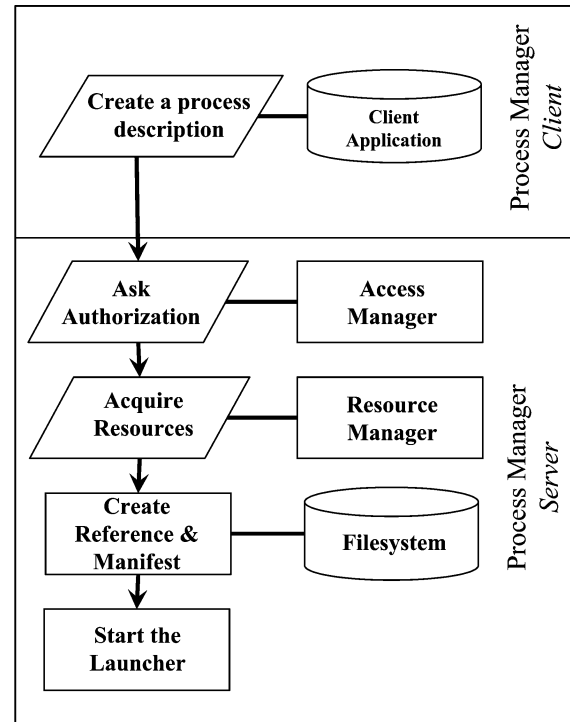 Create a process
description
Client
Application
Process Manager
Client
Ask
Authorization
Access
Manager
Acquire
Resources
Resource
Manager
Create
Reference &
Manifest
Filesystem
Start the
Launcher
Process Manager
Server